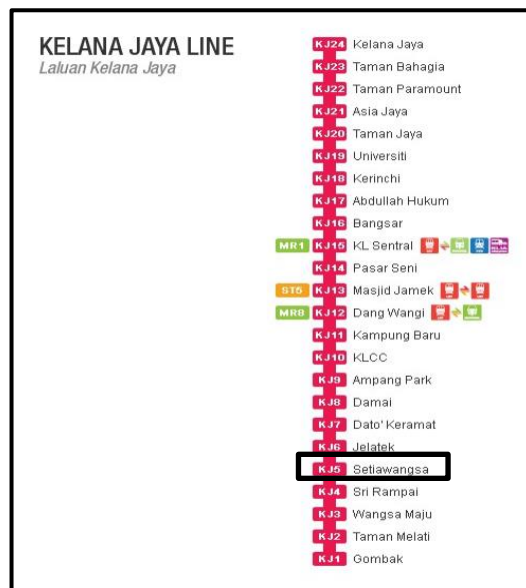 KELANA JAYA LINE
Laluan Kelana Jaya
KJ24 Kelana Jaya
KJ23 Taman Bahagia
KJ22 Taman Paramount
KJ21 Asia Jaya
KJ20 Taman Jaya
KJ19 Universiti
KJ18 Kerinchi
KJ17 Abdullah Hukum
KJ16 Bangsar
MR1 KJ15 KL Sentral
KJ14 Pasar Seni
ST5 KJ13 Masjid Jamek
MR8 KJ12 Dang Wangi
KJ11 Kampung Baru
KJ10 KLCC
KJ9 Ampang Park
KJ8 Damai
KJ7 Dato' Keramat
KJ6 Jelatek
KJ5 Setiawangsa
KJ4 Sri Rampai
KJ3 Wangsa Maju
KJ2 Taman Melati
KJ1 Gombak